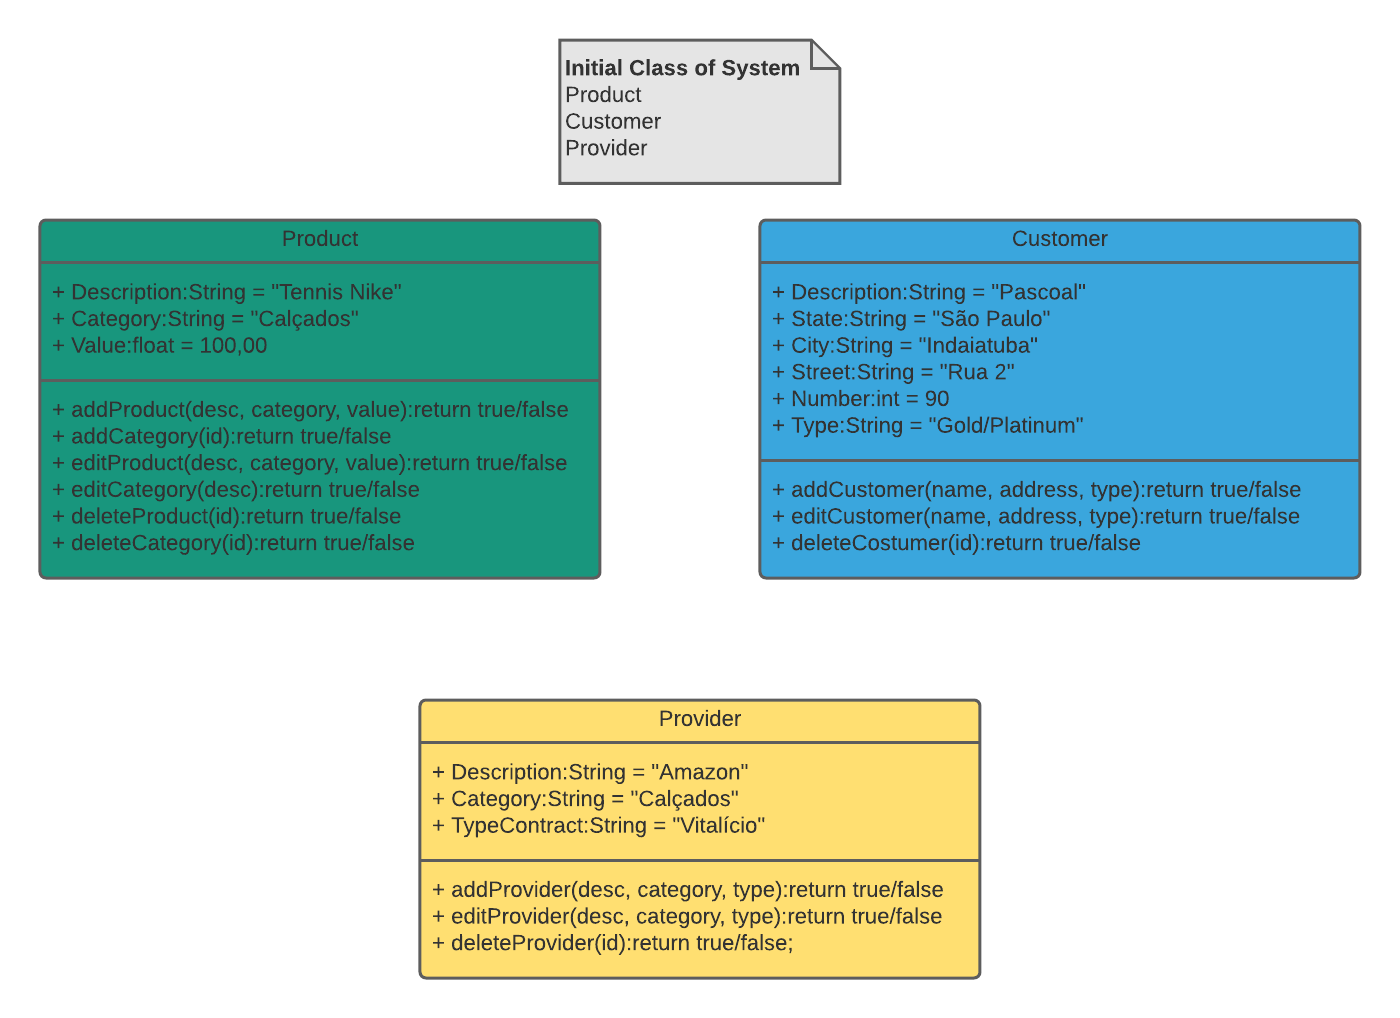 Initial Class of System
Product
Customer
Provider
Product
+ Description:String = "Tennis Nike"
+ Category:String = "Calçados"
+ Value:float = 100,00
+ addProduct(desc, category, value):return true/false
+ addCategory(id):return true/false
+ editProduct(desc, category, value):return true/false
+ editCategory(desc):return true/false
+ deleteProduct(id):return true/false
+ deleteCategory(id):return true/false
Customer
+ Description:String = "Pascoal"
+ State:String = "São Paulo"
+ City:String = "Indaiatuba"
+ Street:String = "Rua 2"
+ Number:int = 90
+ Type:String = "Gold/Platinum"
+ addCustomer(name, address, type):return true/false
+ editCustomer(name, address, type):return true/false
+ deleteCostumer(id):return true/false
Provider
+ Description:String = "Amazon"
+ Category:String = "Calçados"
+ TypeContract:String = "Vitalício"
+ addProvider(desc, category, type):return true/false
+ editProvider(desc, category, type):return true/false
+ deleteProvider(id):return true/false;